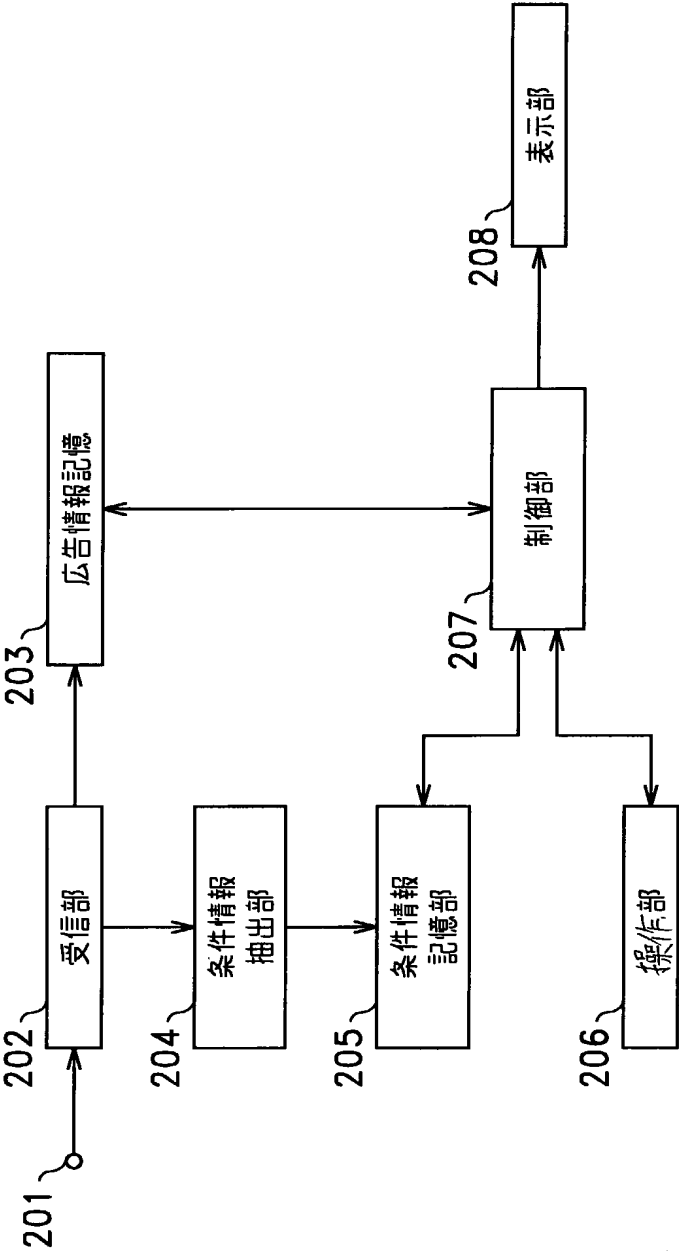 201
202
受信部
203
広告情報記憶
204
条件情報
抽出部
205
条件情報
記憶部
206
操作部
207
制御部
208
表示部